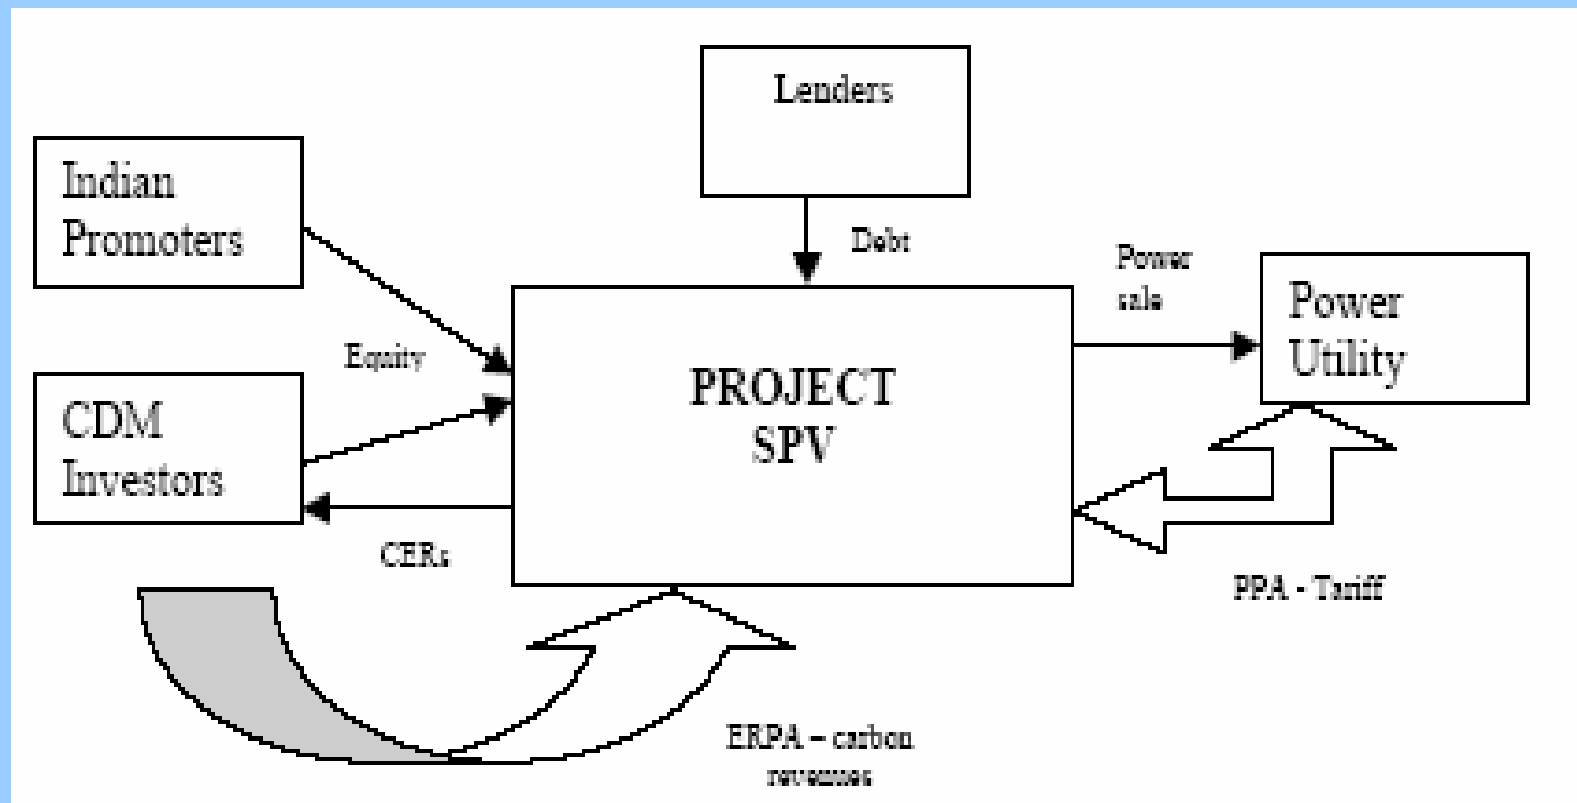 Lenders
Indian
Promoters
Debt
Power
sale
Power
Utility
Equity
PROJECT
SPV
CDM
Investors
CERs
PPA - Tariff
ERPA – carbon
revenues